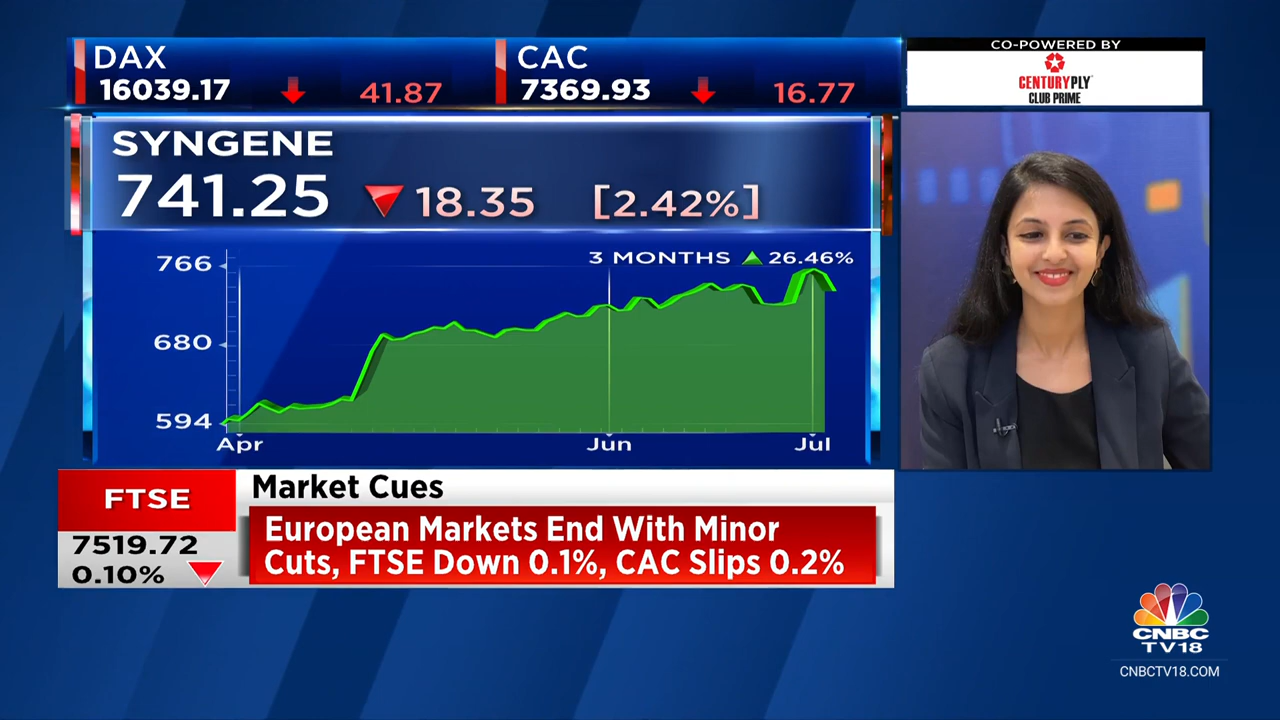 DAX
16039.17 41.87
CAC
7369.93 16.77
CO-POWERED BY
CENTURYPLY
CLUB PRIME
SYNGENE
741.25 18.35 [2.42%]
3 MONTHS 26.46%
766
680
594
Apr Jun Jul
FTSE
7519.72
0.10%
Market Cues
European Markets End With Minor
Cuts, FTSE Down 0.1%, CAC Slips 0.2%
CNBC
TV18
CNBCTV18.COM